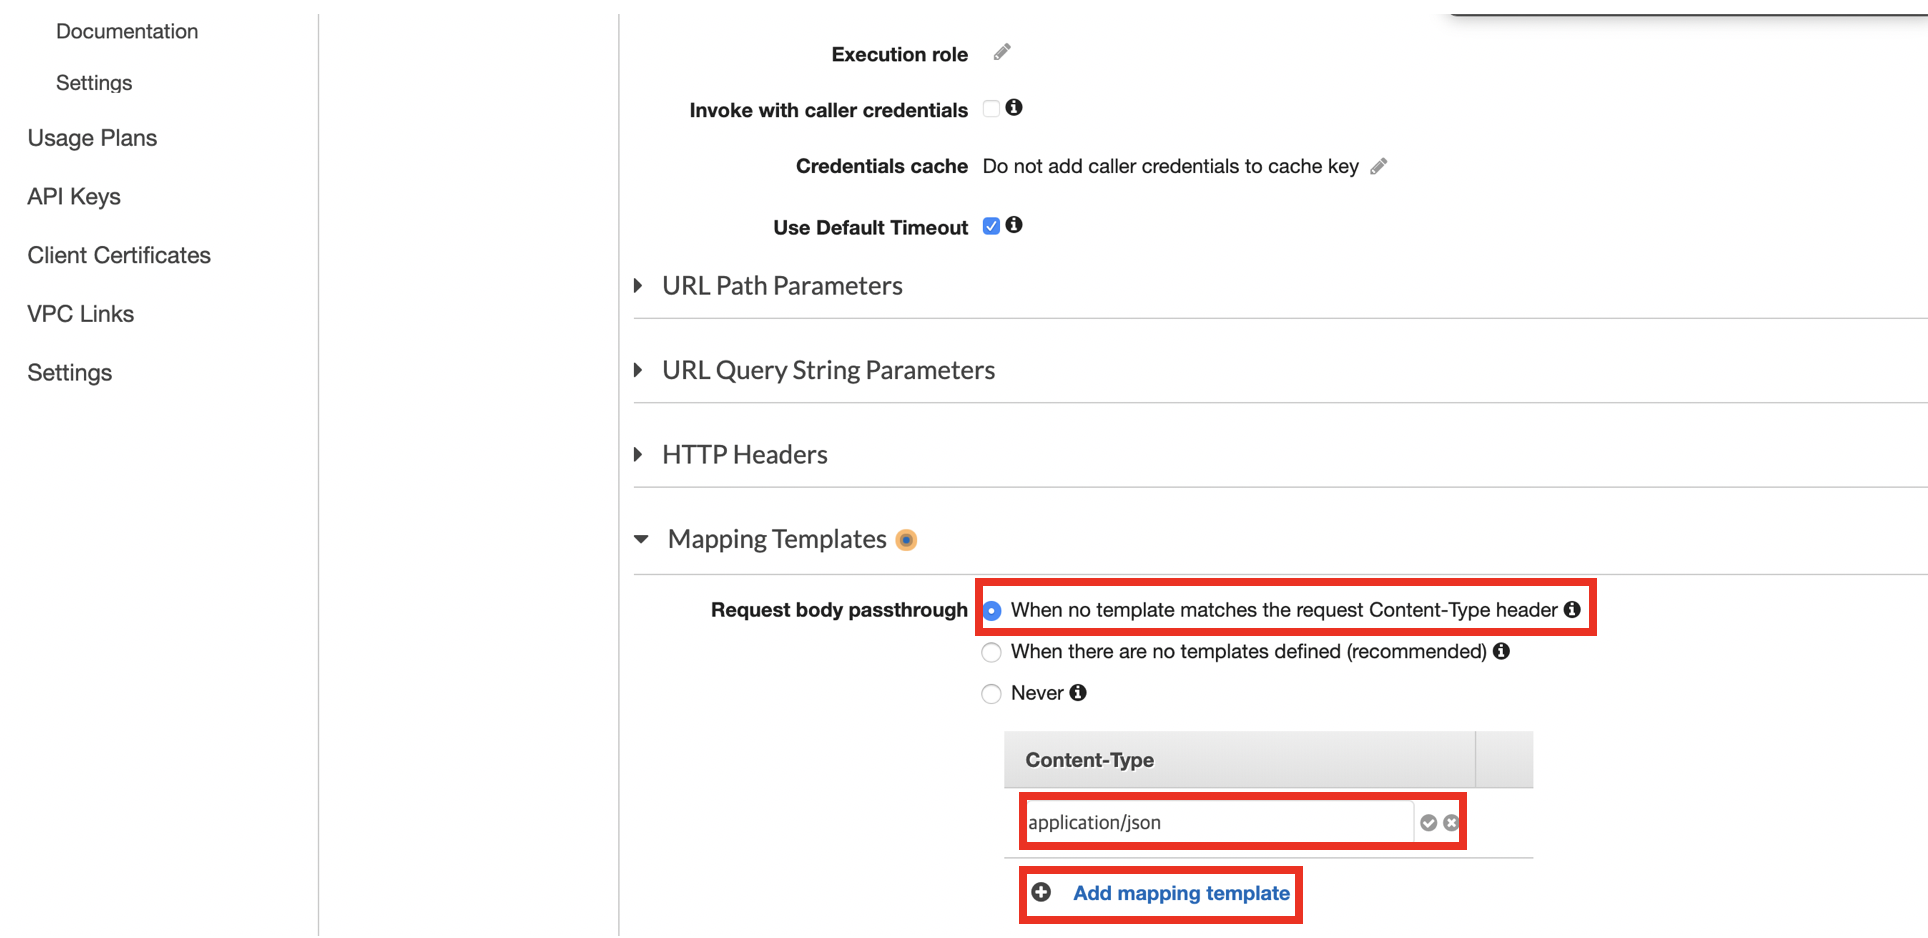 Documentation
Settings
Usage Plans
API Keys
Client Certificates
VPC Links
Settings
Execution role
Invoke with caller credentials
Credentials cache Do not add caller credentials to cache key
Use Default Timeout
URL Path Parameters
URL Query String Parameters
HTTP Headers
Mapping Templates
Request body passthrough When no template matches the request Content-Type header
When there are no templates defined (recommended)
Never
Content-Type
application/json
Add mapping template